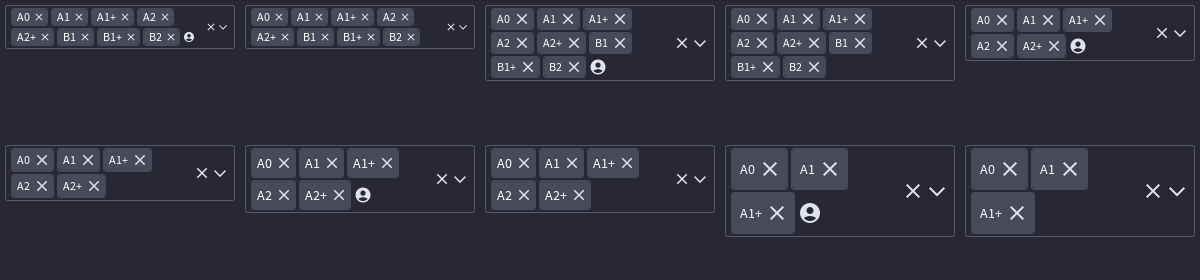 A0 A1 A1+ A2
A2+ B1 B1+ B2
A0 A1 A1+ A2
A2+ B1 B1+ B2
A0 A1 A1+
A2 A2+ B1
B1+ B2
A0 A1 A1+
A2 A2+ B1
B1+ B2
A0 A1 A1+
A2 A2+
A0 A1 A1+
A2 A2+
A0 A1 A1+
A2 A2+
A0 A1 A1+
A2 A2+
A0 A1
A1+
A0 A1
A1+